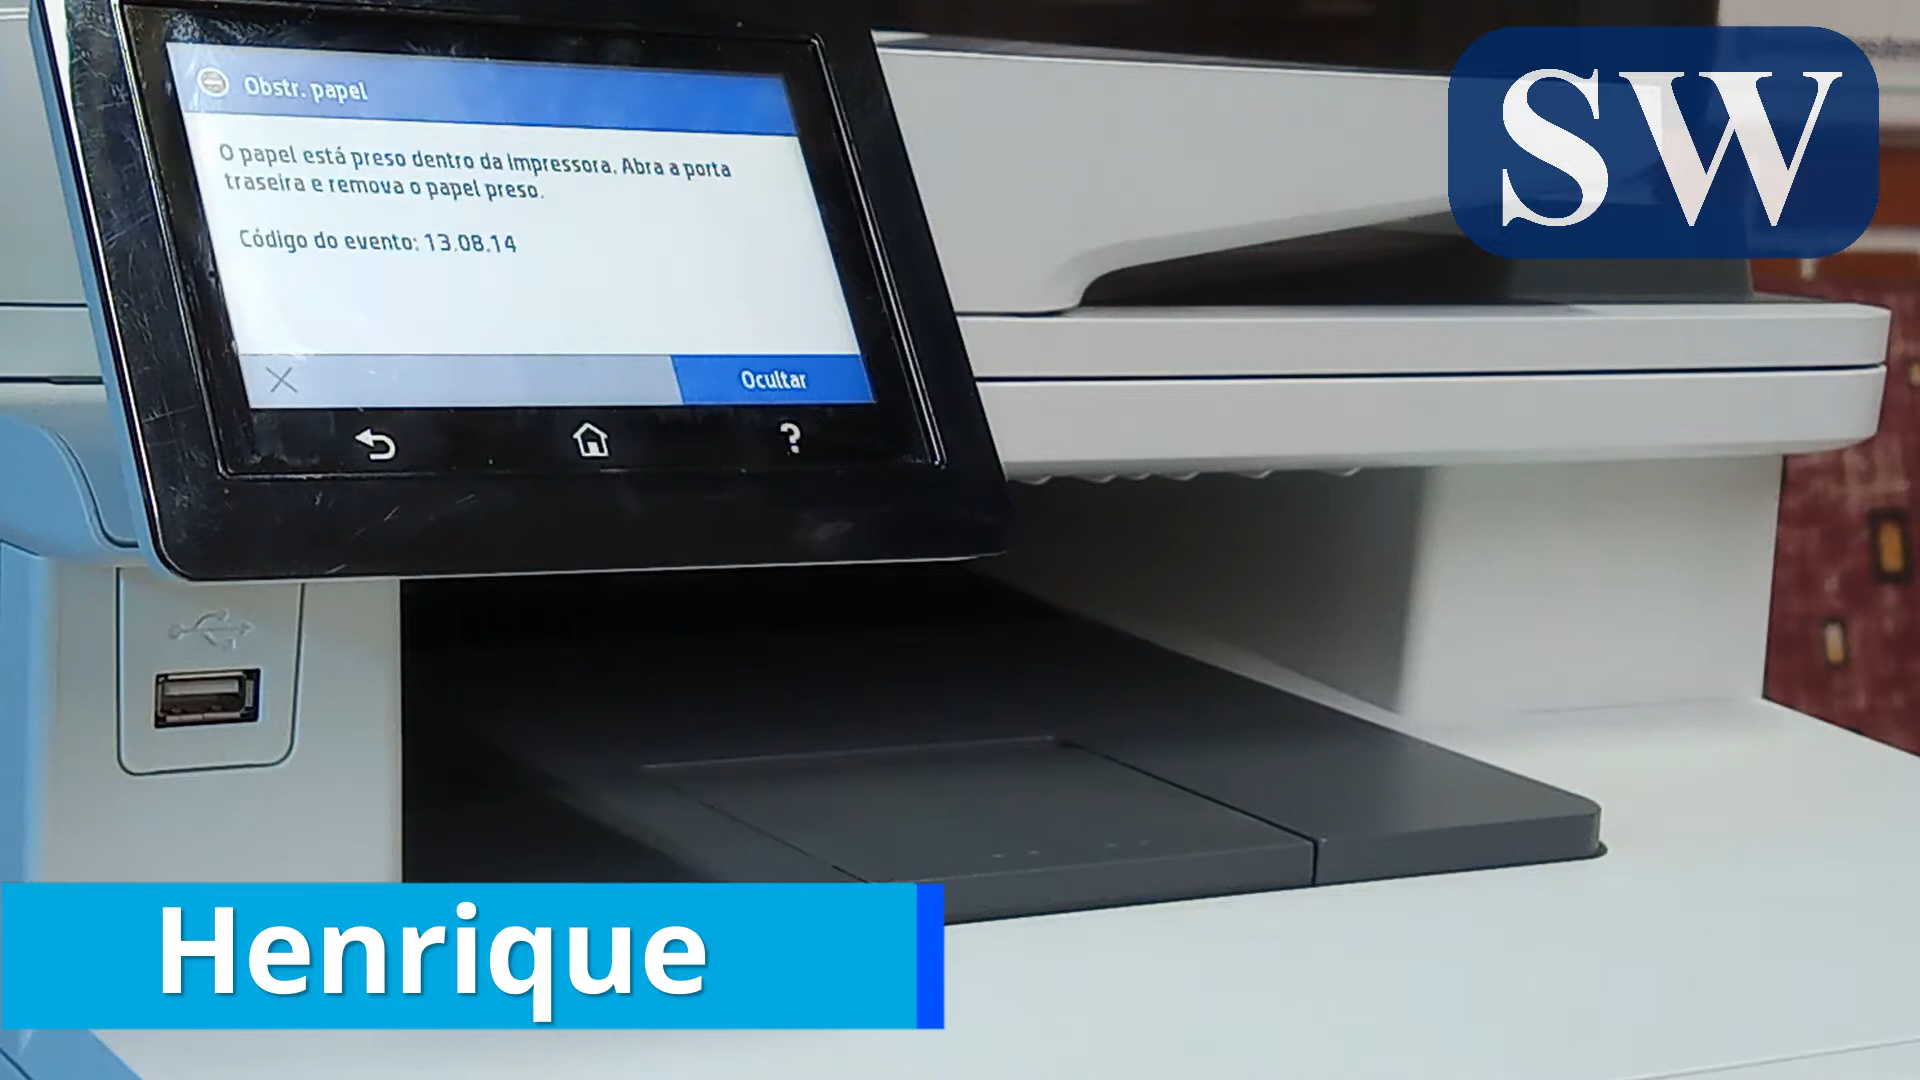 Obstr. papel
O papel está preso dentro da impressora. Abra a porta
traseira e remova o papel preso.
Código do evento: 13.08.14
Ocultar
?
SW
Henrique